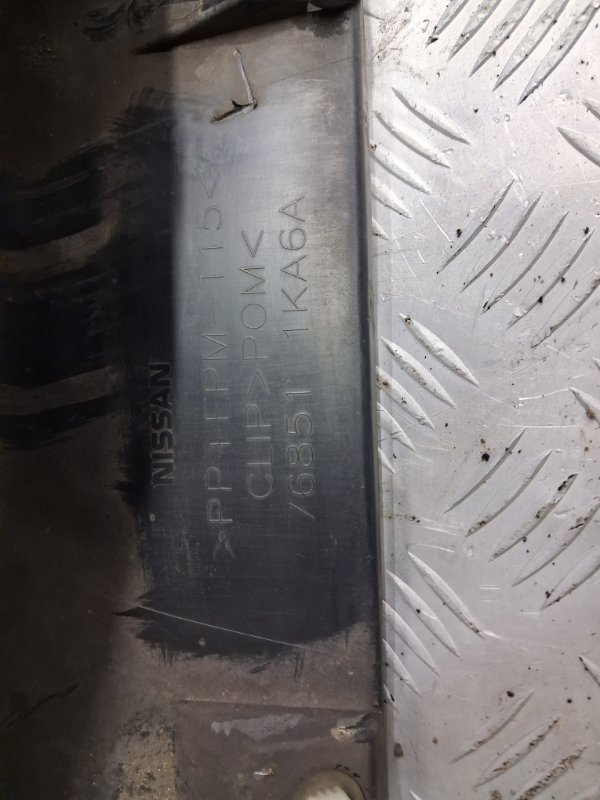 NISSAN
>PP+EPM-T15<
CLIP>POM<
76851 1KA6A